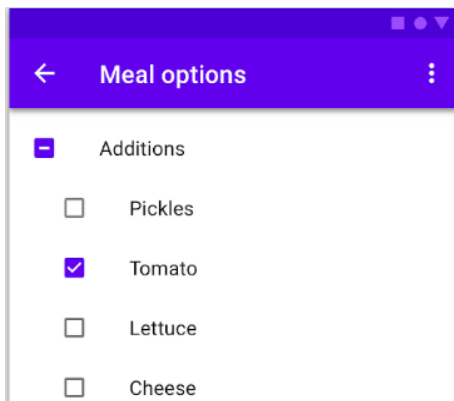 Meal options
Additions
Pickles
Tomato
Lettuce
Cheese